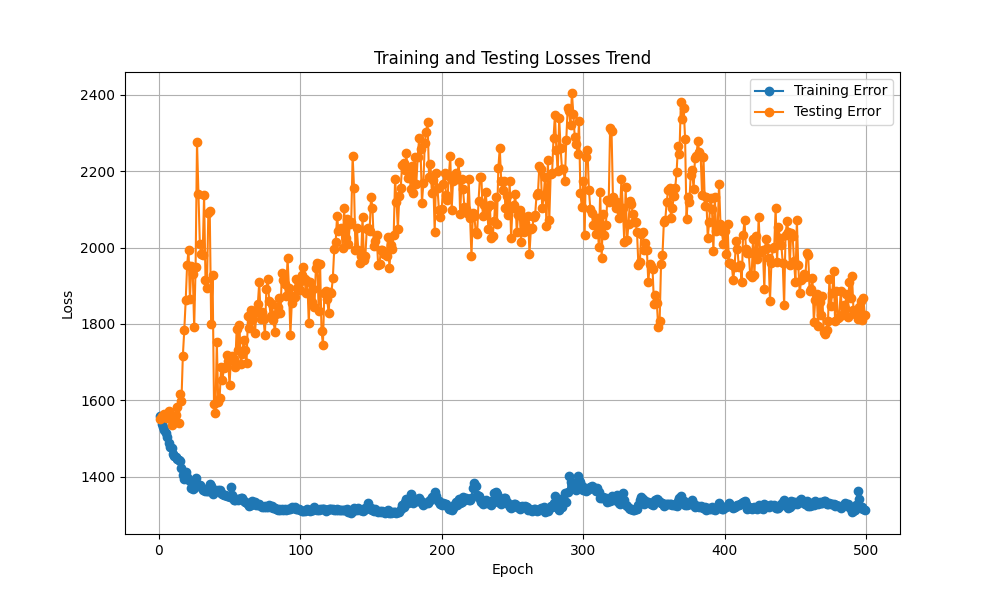 Training and Testing Losses Trend
Training Error
Testing Error
2400
2200
2000
1800
1600
1400
Loss
0 100 200 300 400 500
Epoch